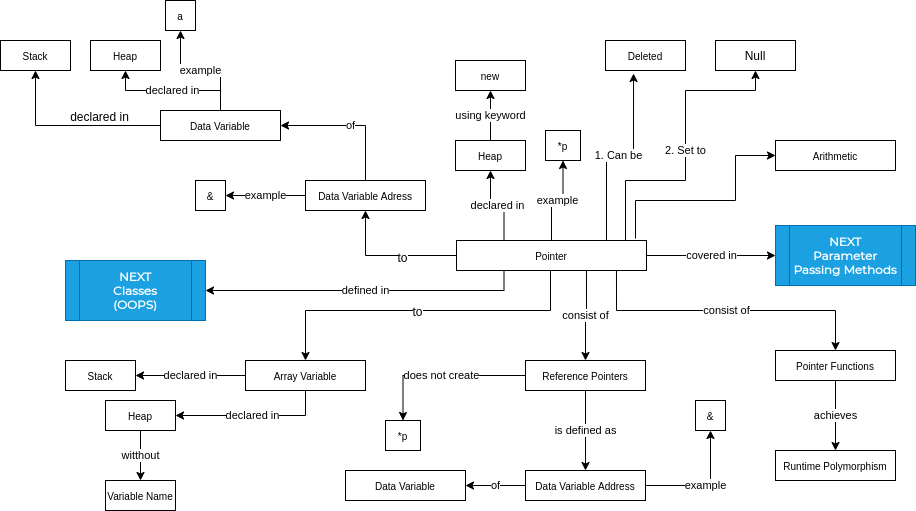 a
Stack
Heap
example
declared in
declared in
Data Variable
of
&
example
Data Variable Adress
to
new
using keyword
Heap
declared in
*p
example
Deleted
Null
1. Can be
2. Set to
Arithmetic
Pointer
covered in
NEXT
Parameter
Passing Methods
NEXT
Classes
(OOPS)
defined in
to
consist of
consist of
Stack
declared in
Array Variable
Heap
declared in
witthout
Variable Name
does not create
Reference Pointers
*p
is defined as
Data Variable
of
Data Variable Address
example
&
Pointer Functions
achieves
Runtime Polymorphism